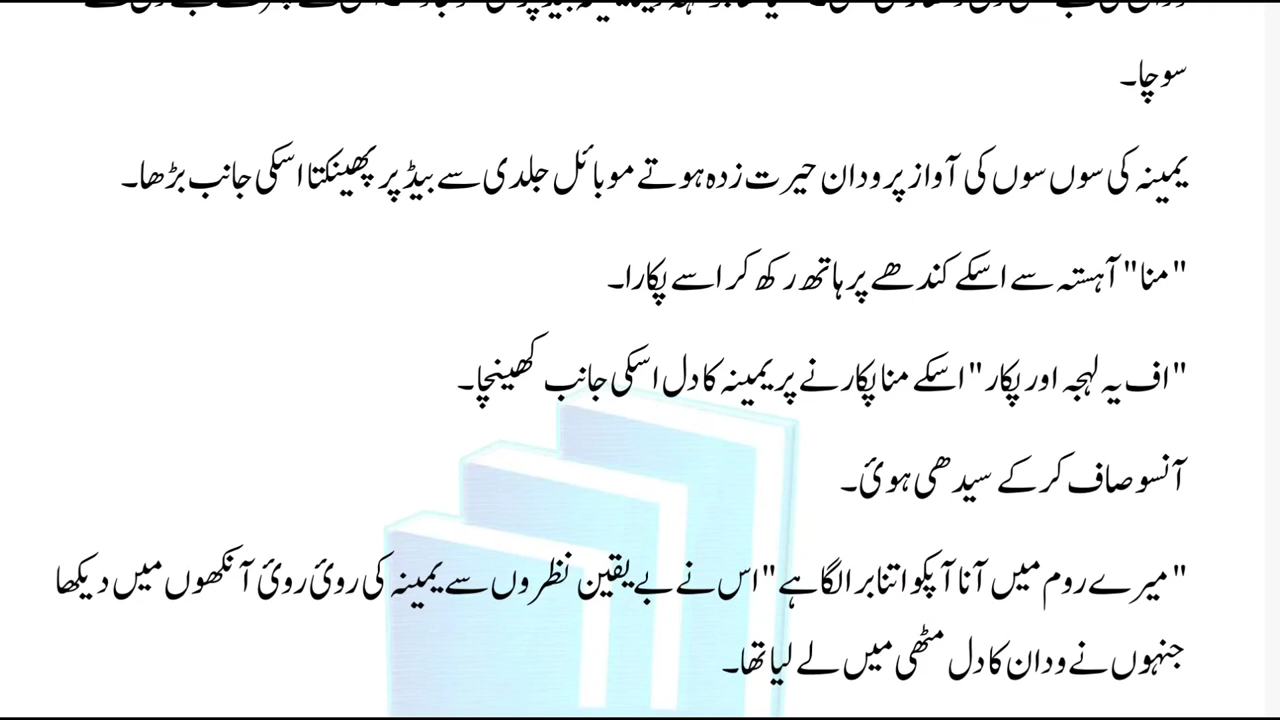 سوچا۔
یمینہ کی سوں سوں کی آواز پر ودان حیرت زدہ ہوتے موبائل جلدی سے بیڈ پر پھینکتا اسکی جانب بڑھا۔
"منا" آہستہ سے اسکے کندھے پر ہاتھ رکھ کر اسے پکارا۔
"اف یہ لہجہ اور پکار" اسکے منا پکارنے پر یمینہ کا دل اسکی جانب کھینچا۔
آنسو صاف کر کے سیدھی ہوئ۔
"میرے روم میں آنا آپکو اتنا برا لگا ہے" اس نے بے یقین نظروں سے یمینہ کی روئ روئ آنکھوں میں دیکھا
جنہوں نے ودان کا دل مٹھی میں لے لیا تھا۔